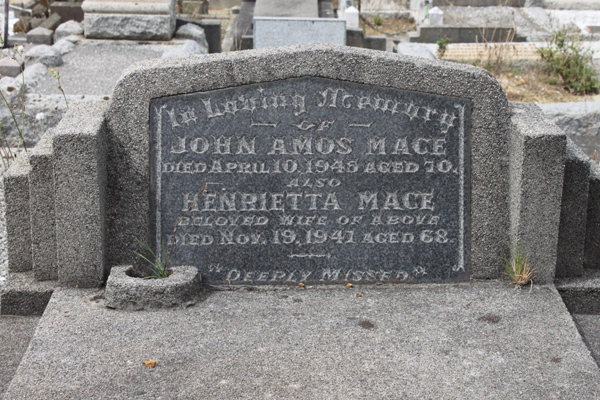 In Loving Memory
OF
JOHN AMOS MACE
DIED APRIL 10, 1945 AGED 70.
ALSO
HENRIETTA MACE
BELOVED WIFE OF ABOVE
DIED NOV. 19, 1941 AGED 68.
"DEEPLY MISSED"